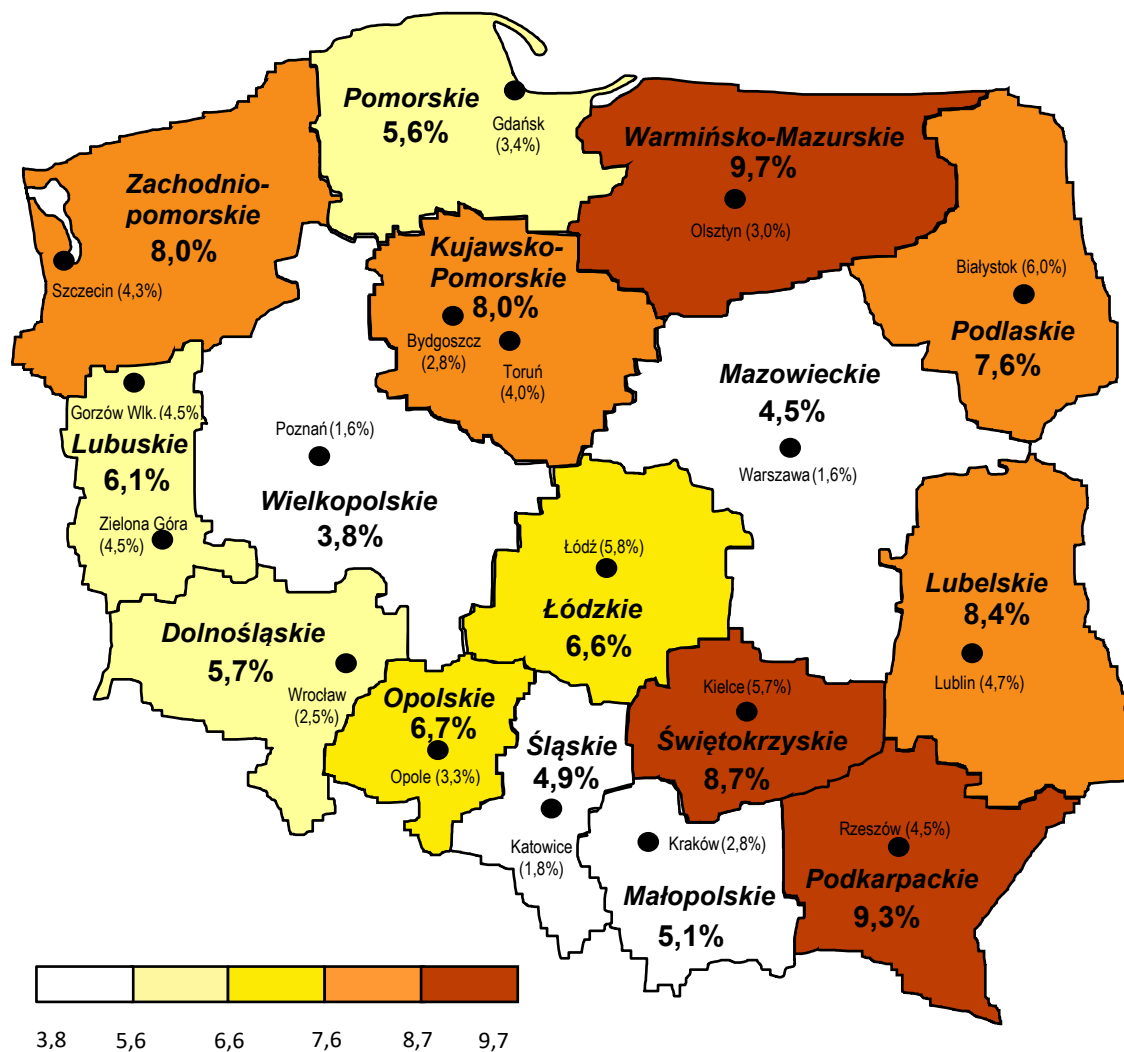 Pomorskie
5,6%
Gdańsk
(3,4%)
Warmińsko-Mazurskie
9,7%
Olsztyn (3,0%)
Zachodnio-
pomorskie
8,0%
Szczecin (4,3%)
Kujawsko-
Pomorskie
8,0%
Bydgoszcz
(2,8%)
Toruń
(4,0%)
Białystok (6,0%)
Podlaskie
7,6%
Mazowieckie
4,5%
Warszawa (1,6%)
Gorzów Wlk. (4,5%
Lubuskie
6,1%
Zielona Góra
(4,5%)
Poznań (1,6%)
Wielkopolskie
3,8%
Łódź (5,8%)
Łódzkie
6,6%
Lubelskie
8,4%
Lublin (4,7%)
Dolnośląskie
5,7%
Wrocław
(2,5%)
Opolskie
6,7%
Opole (3,3%)
Śląskie
4,9%
Katowice
(1,8%)
Kielce (5,7%)
Świętokrzyskie
8,7%
Kraków (2,8%)
Małopolskie
5,1%
Rzeszów (4,5%)
Podkarpackie
9,3%
3,8 5,6 6,6 7,6 8,7 9,7